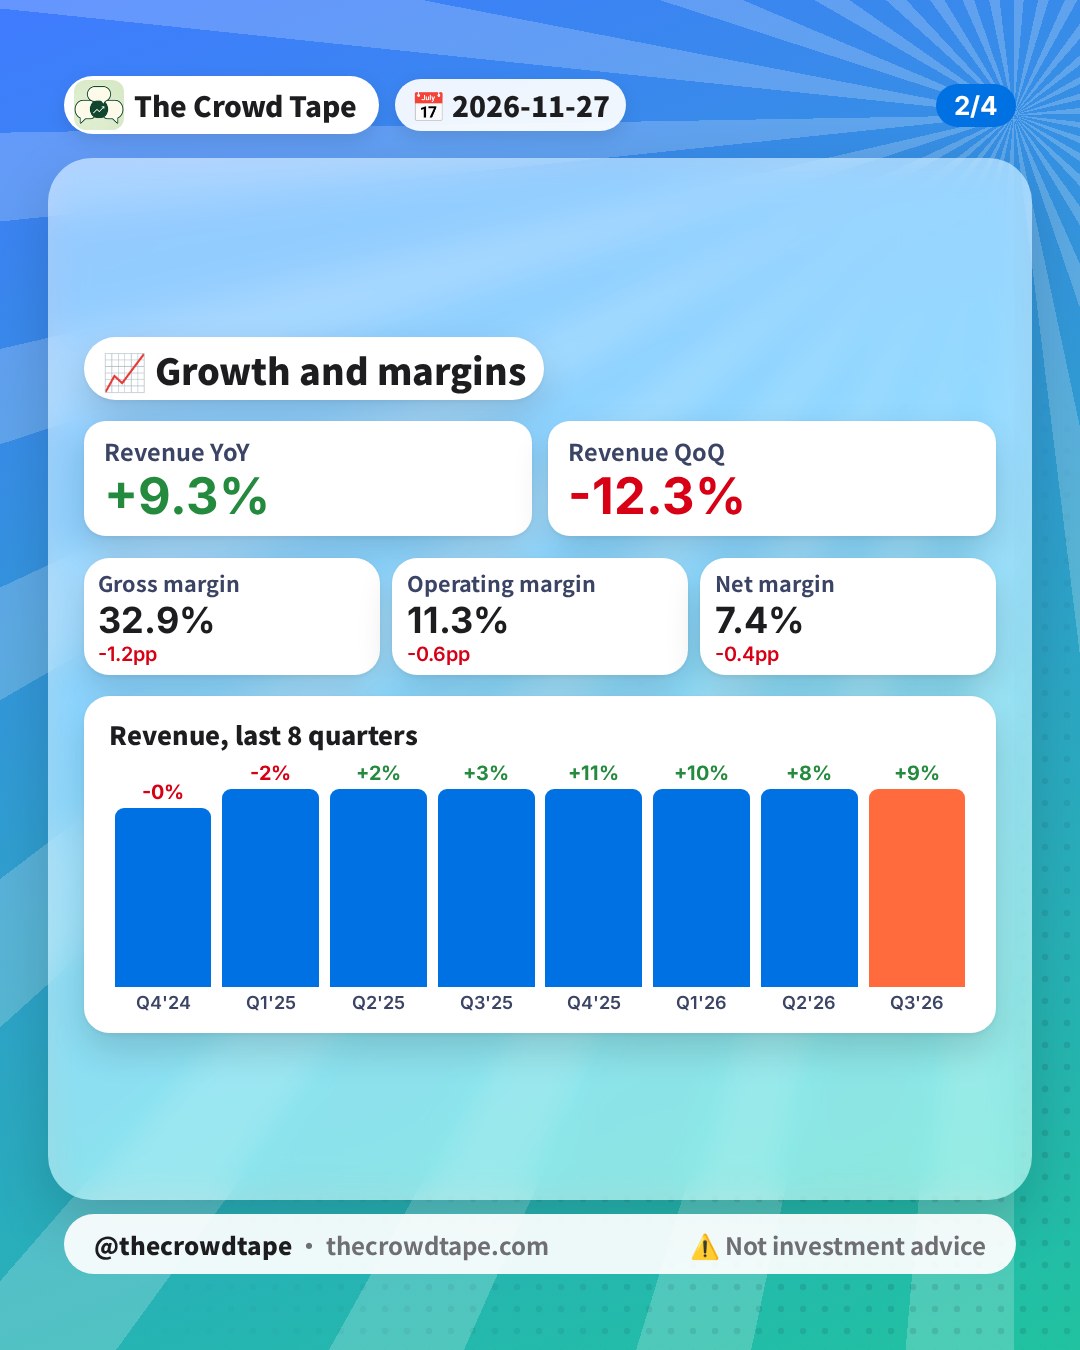 The Crowd Tape
2026-11-27
2/4
Growth and margins
Revenue YoY
+9.3%
Revenue QoQ
-12.3%
Gross margin
32.9%
-1.2pp
Operating margin
11.3%
-0.6pp
Net margin
7.4%
-0.4pp
Revenue, last 8 quarters
-0% -2% +2% +3% +11% +10% +8% +9%
Q4'24 Q1'25 Q2'25 Q3'25 Q4'25 Q1'26 Q2'26 Q3'26
@thecrowdtape • thecrowdtape.com
⚠️ Not investment advice